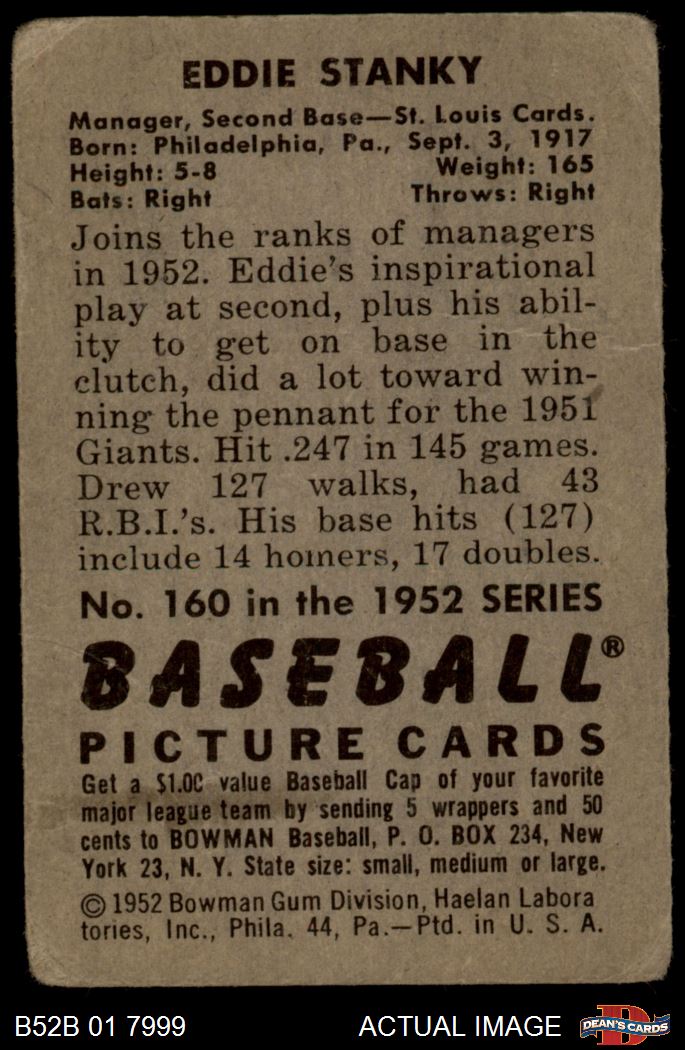 EDDIE STANKY
Manager, Second Base—St. Louis Cards.
Born: Philadelphia, Pa., Sept. 3, 1917
Height: 5-8 Weight: 165
Bats: Right Throws: Right
Joins the ranks of managers
in 1952. Eddie's inspirational
play at second, plus his abil-
ity to get on base in the
clutch, did a lot toward win-
ning the pennant for the 1951
Giants. Hit .247 in 145 games.
Drew 127 walks, had 43
R.B.I.'s. His base hits (127)
include 14 homers, 17 doubles.
No. 160 in the 1952 SERIES
BASEBALL®
PICTURE CARDS
Get a $1.00 value Baseball Cap of your favorite
major league team by sending 5 wrappers and 50
cents to BOWMAN Baseball, P. O. BOX 234, New
York 23, N. Y. State size: small, medium or large.
©1952 Bowman Gum Division, Haelan Labora
tories, Inc., Phila. 44, Pa.—Ptd. in U. S. A.
B52B 01 7999 ACTUAL IMAGE D DEAN'S CARDS